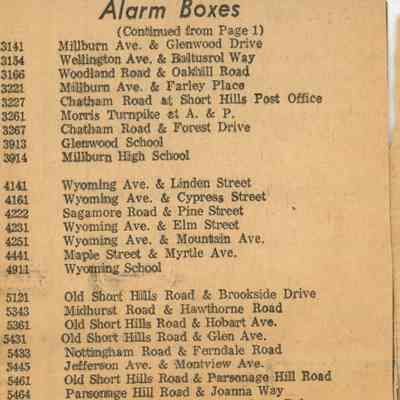 Alarm Boxes
(Continued from Page 1)
3141 Millburn Ave. & Glenwood Drive
3154 Wellington Ave. & Baltusrol Way
3166 Woodland Road & Oakhill Road
3221 Millburn Ave. & Farley Place
3227 Chatham Road at Short Hills Post Office
3261 Morris Turnpike at A. & P.
3267 Chatham Road & Forest Drive
3913 Glenwood School
3914 Millburn High School
4141 Wyoming Ave. & Linden Street
4161 Wyoming Ave. & Cypress Street
4222 Sagamore Road & Pine Street
4231 Wyoming Ave. & Elm Street
4251 Wyoming Ave. & Mountain Ave.
4441 Maple Street & Myrtle Ave.
4911 Wyoming School
5121 Old Short Hills Road & Brookside Drive
5343 Midhurst Road & Hawthorne Road
5361 Old Short Hills Road & Hobart Ave.
5431 Old Short Hills Road & Glen Ave.
5433 Nottingham Road & Ferndale Road
5445 Jefferson Ave. & Montview Ave.
5461 Old Short Hills Road & Parsonage Hill Road
5464 Parsonage Hill Road & Joanna Way